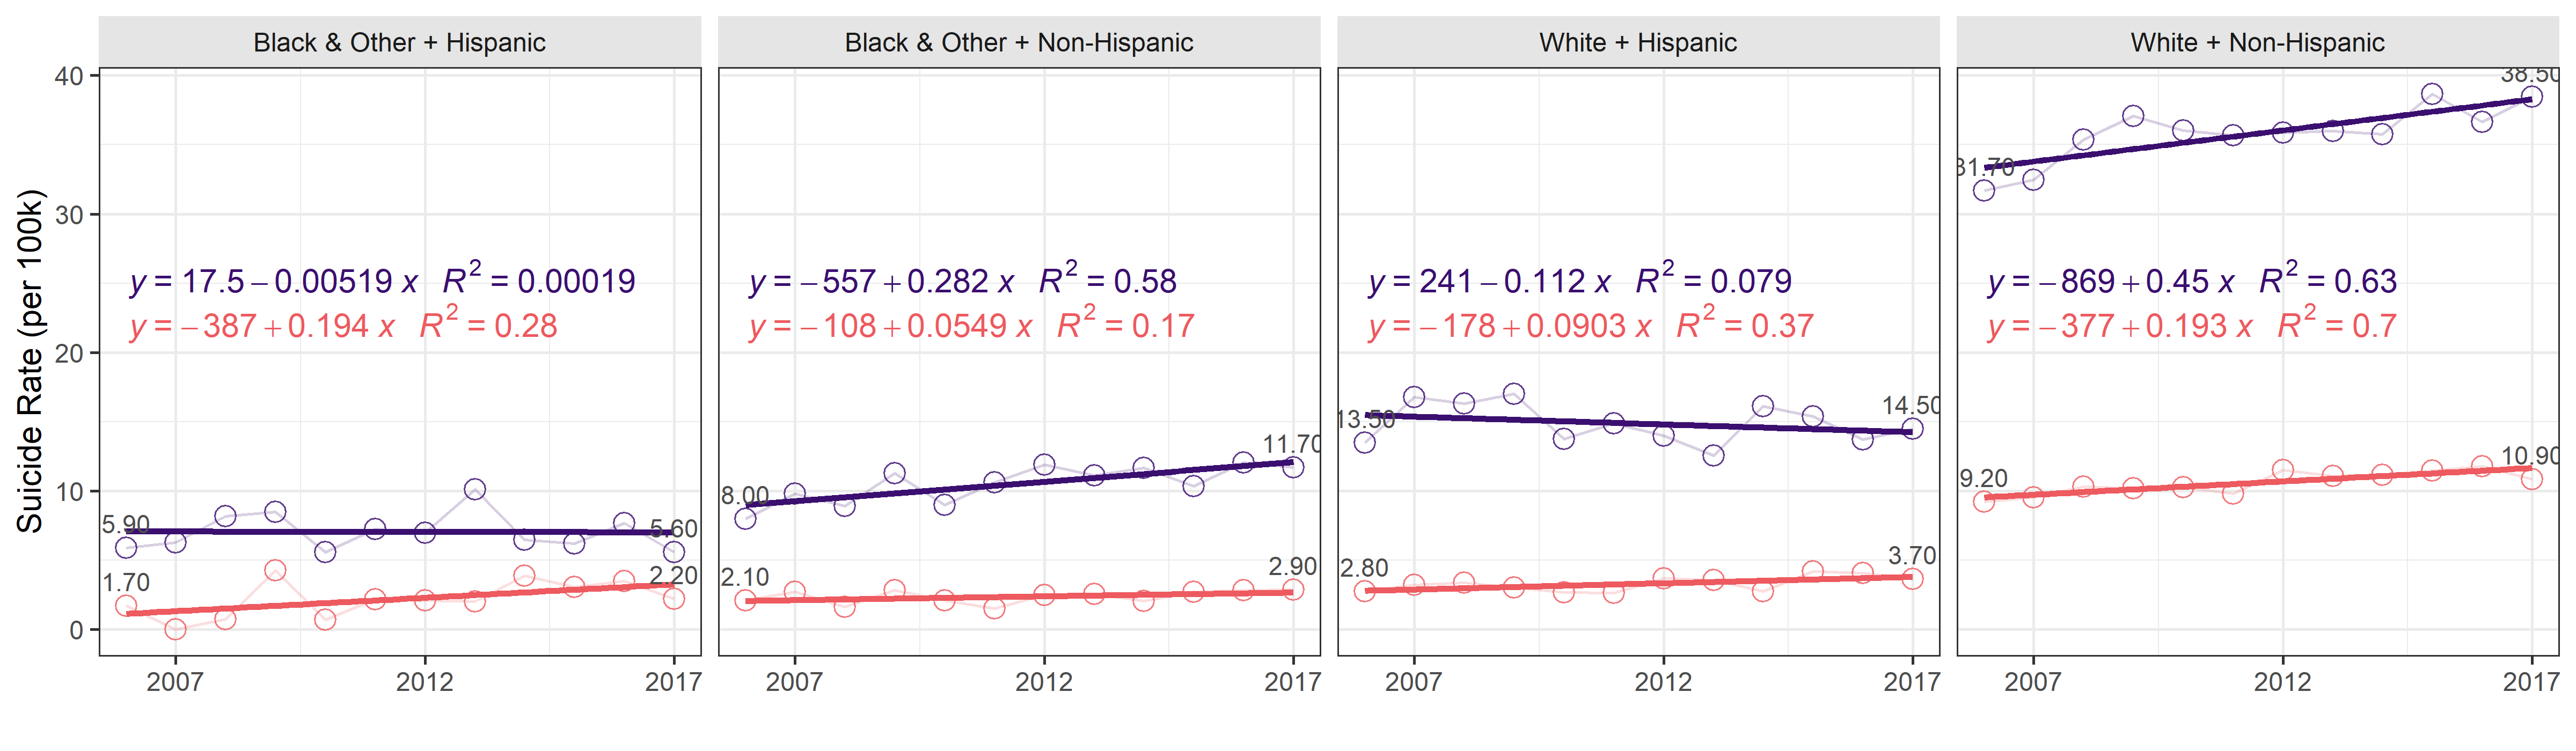 Black & Other + Hispanic
Black & Other + Non-Hispanic
White + Hispanic
White + Non-Hispanic
Suicide Rate (per 100k)
40
30
20
10
0
y = 17.5 − 0.00519 x R² = 0.00019
y = − 387 + 0.194 x R² = 0.28
5.90
5.60
1.70
2.20
2007
2012
2017
y = − 557 + 0.282 x R² = 0.58
y = − 108 + 0.0549 x R² = 0.17
8.00
11.70
2.10
2.90
2007
2012
2017
y = 241 − 0.112 x R² = 0.079
y = − 178 + 0.0903 x R² = 0.37
13.50
14.50
2.80
3.70
2007
2012
2017
38.50
31.70
y = − 869 + 0.45 x R² = 0.63
y = − 377 + 0.193 x R² = 0.7
9.20
10.90
2007
2012
2017